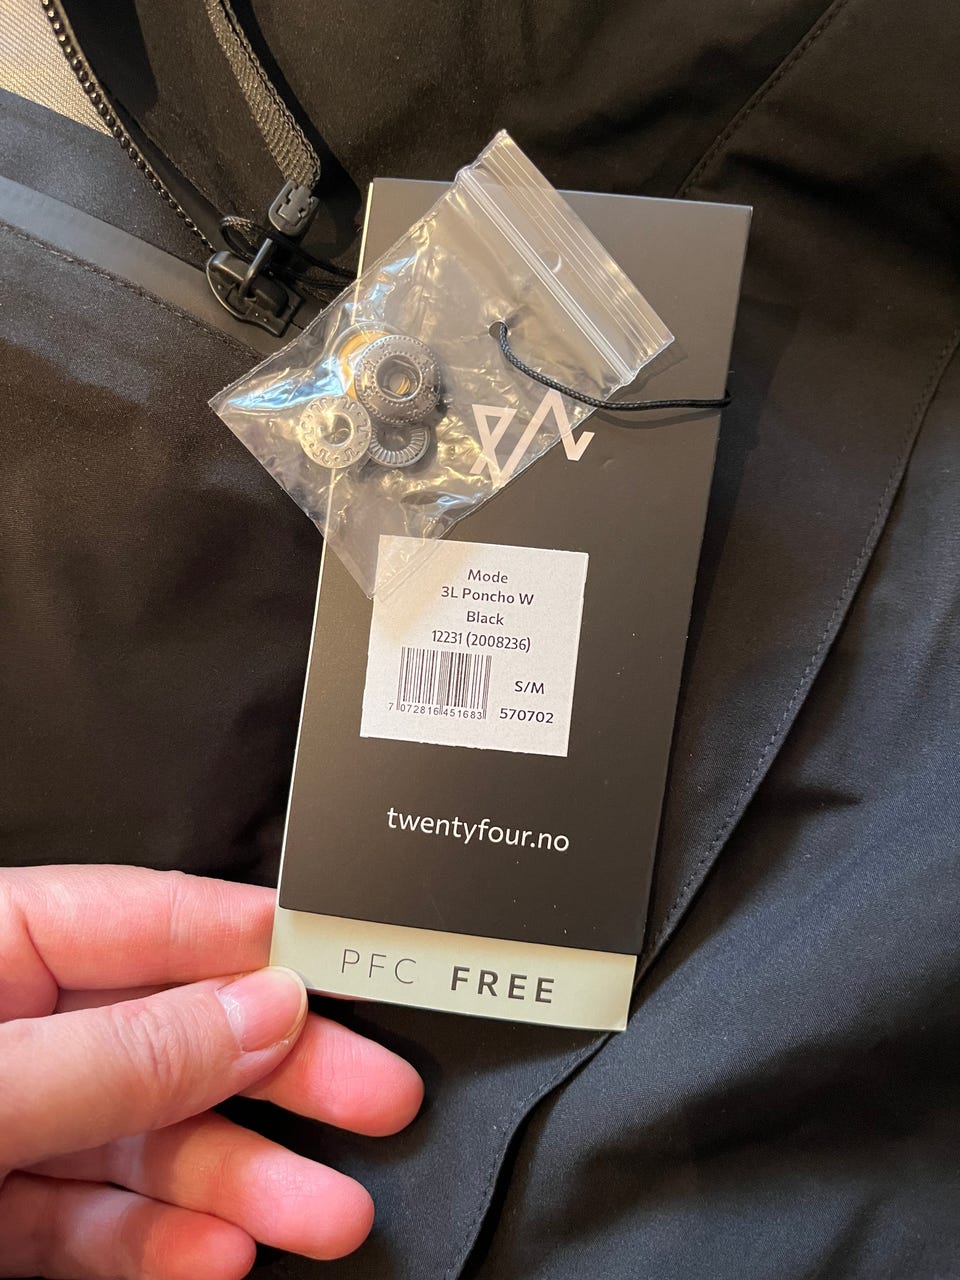 Mode
3L Poncho W
Black
12231 (2008236)
S/M
7 072816 451683
570702
twentyfour.no
PFC FREE